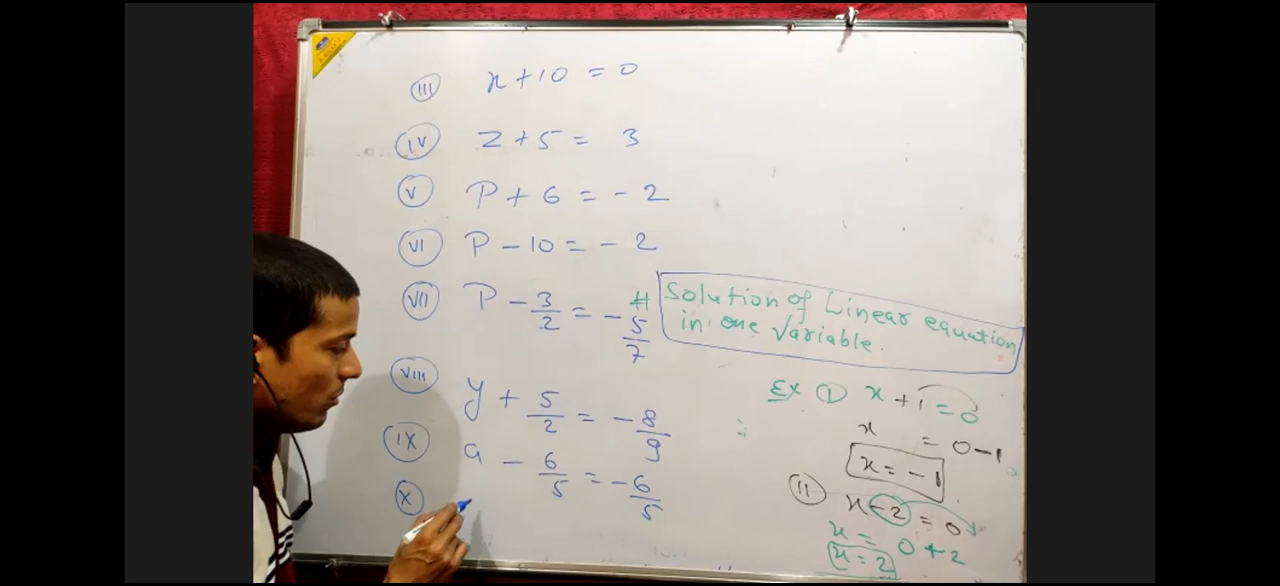 (III) x + 10 = 0
(IV) z + 5 = 3
(V) P + 6 = - 2
(VI) P - 10 = - 2
(VII) P - 3/2 = - 5/7
(VIII) y + 5/2 = - 8/9
(IX) a - 6/5 = - 6/5
(X)
# Solution of Linear equation
in one Variable.
Ex (1) x + 1 = 0
x = 0 - 1
x = - 1
(11) x - 2 = 0
x = 0 + 2
x = 2